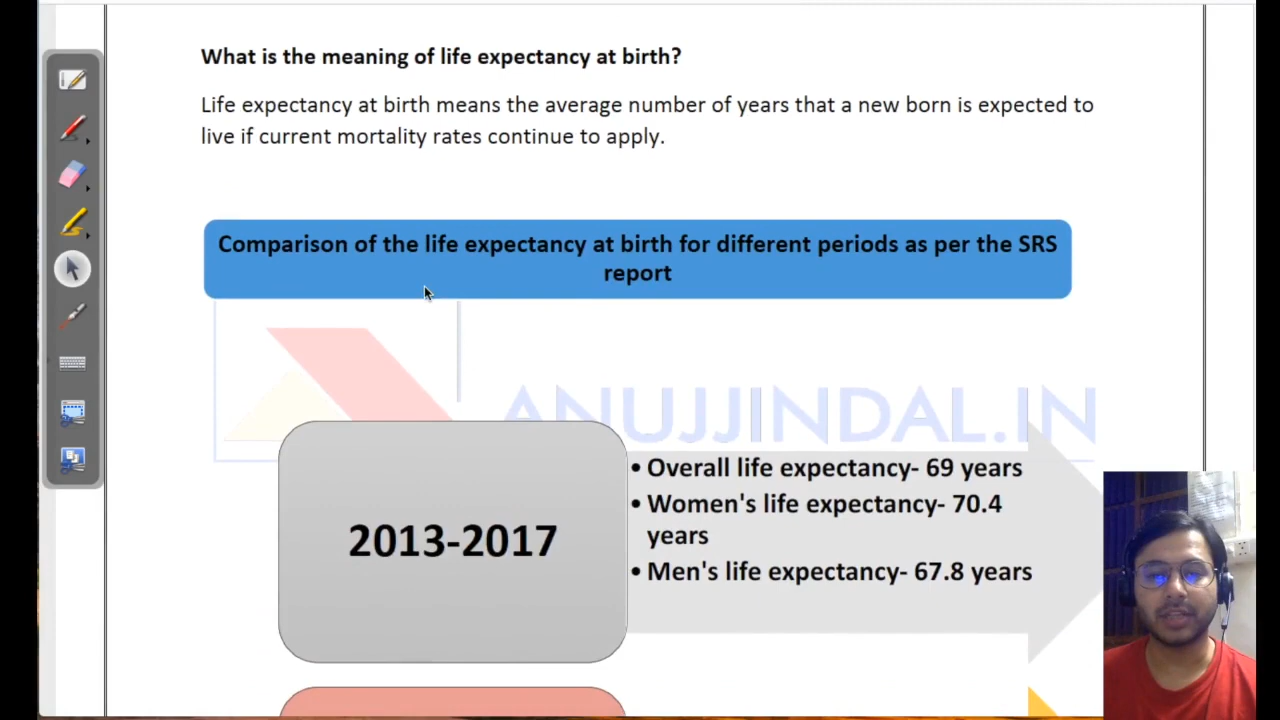 What is the meaning of life expectancy at birth?
Life expectancy at birth means the average number of years that a new born is expected to
live if current mortality rates continue to apply.
Comparison of the life expectancy at birth for different periods as per the SRS
report
ANUJJINDAL.IN
2013-2017
• Overall life expectancy- 69 years
• Women's life expectancy- 70.4
years
• Men's life expectancy- 67.8 years